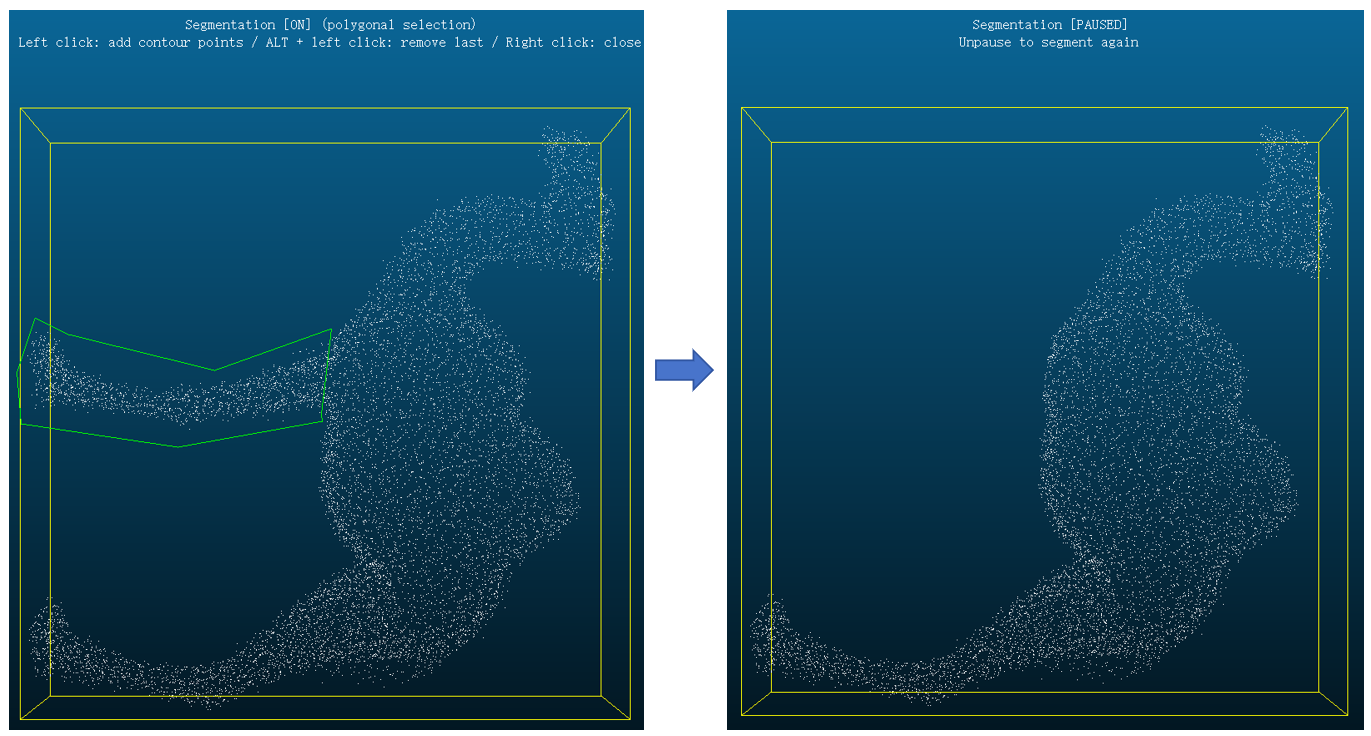 Segmentation [ON] (polygonal selection)
Left click: add contour points / ALT + left click: remove last / Right click: close
Segmentation [PAUSED]
Unpause to segment again